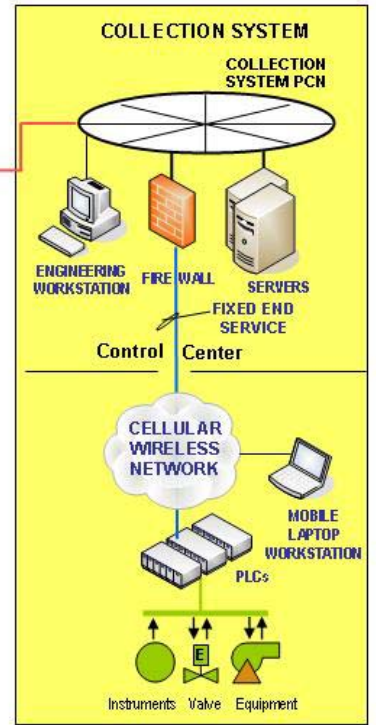 COLLECTION SYSTEM
COLLECTION
SYSTEM PCN
ENGINEERING
WORKSTATION
FIRE WALL
SERVERS
FIXED END
SERVICE
Control Center
CELLULAR
WIRELESS
NETWORK
MOBILE
LAPTOP
WORKSTATION
PLCs
E
Instruments Valve Equipment